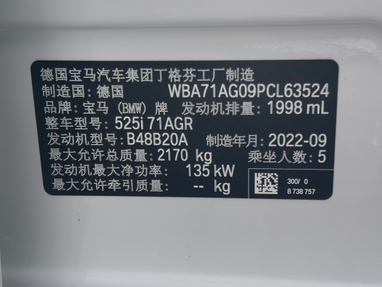 德国宝马汽车集团丁格芬工厂制造
制造国：德国 WBA71AG09PCL63524
品牌：宝马 (BMW) 牌 发动机排量：1998 mL
整车型号：525i 71AGR
发动机型号：B48B20A 制造年月：2022-09
最大允许总质量：2170 kg 乘坐人数：5
发动机最大净功率：135 kW
最大允许牵引质量：-- kg
300/ 0
8 738 757